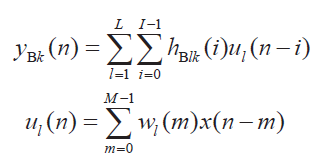 y_{Bk}(n) = \sum_{l=1}^{L} \sum_{i=0}^{I-1} h_{Blk}(i) u_l(n-i)
u_l(n) = \sum_{m=0}^{M-1} w_l(m) x(n-m)